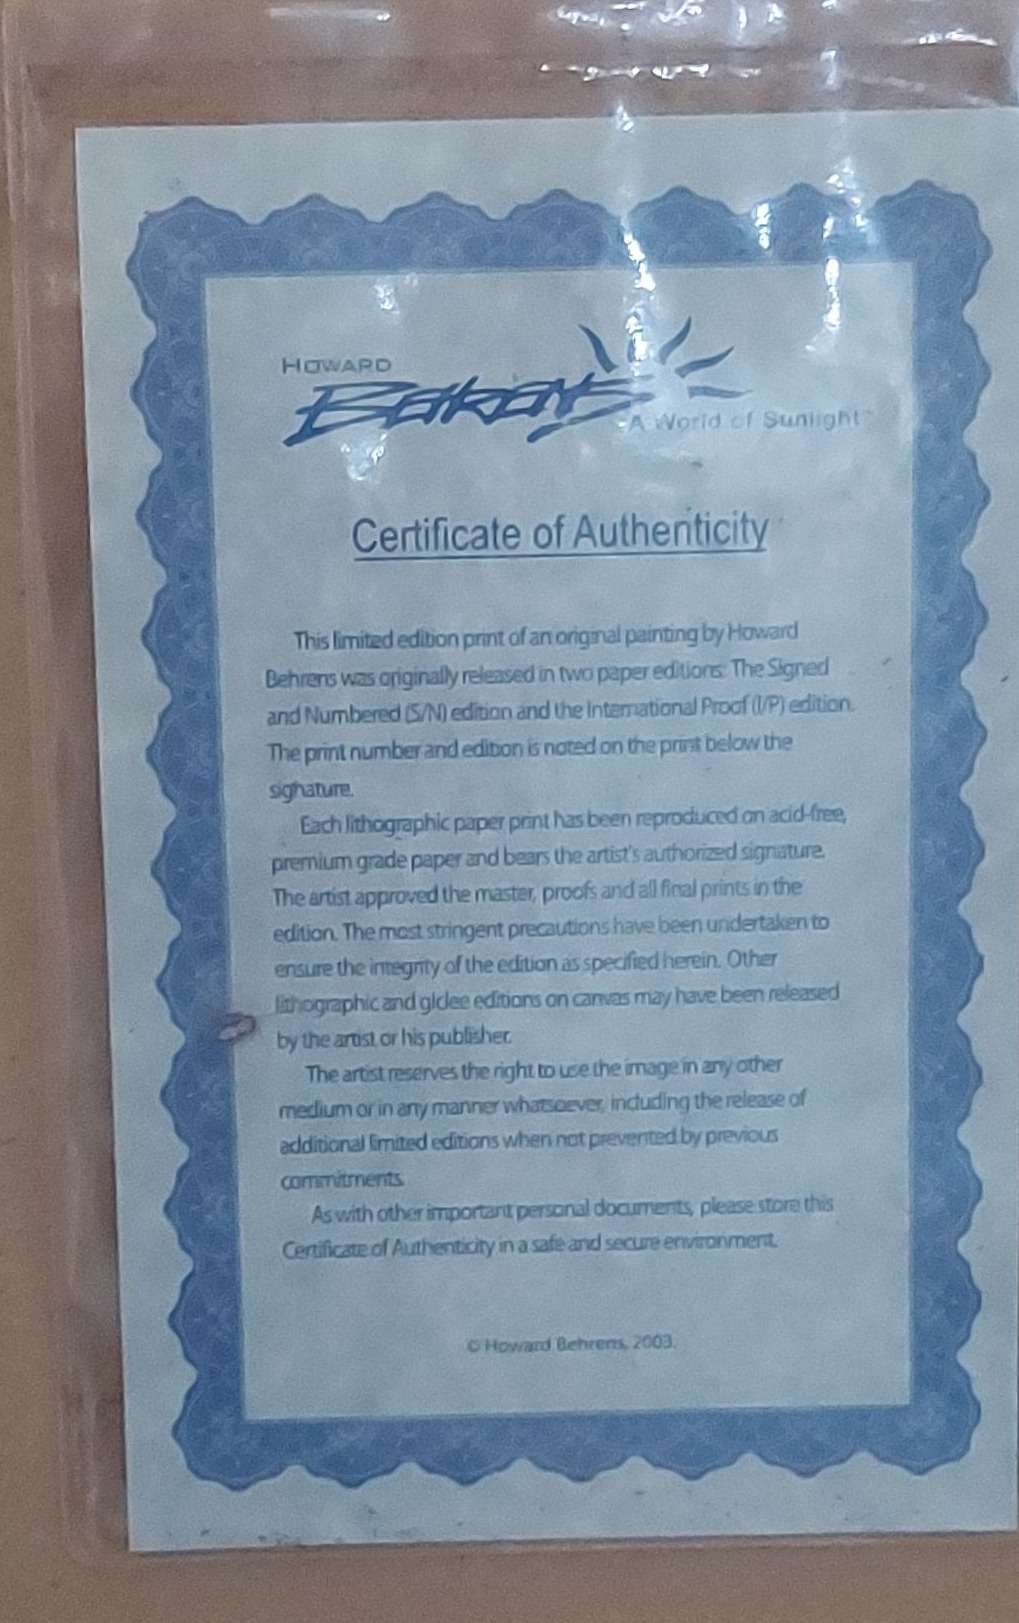 HOWARD
Behrens
A World of Sunlight™
Certificate of Authenticity
This limited edition print of an original painting by Howard
Behrens was originally released in two paper editions: The Signed
and Numbered (S/N) edition and the International Proof (I/P) edition.
The print number and edition is noted on the print below the
signature.
Each lithographic paper print has been reproduced on acid-free,
premium grade paper and bears the artist's authorized signature.
The artist approved the master, proofs and all final prints in the
edition. The most stringent precautions have been undertaken to
ensure the integrity of the edition as specified herein. Other
lithographic and giclee editions on canvas may have been released
by the artist or his publisher.
The artist reserves the right to use the image in any other
medium or in any manner whatsoever, including the release of
additional limited editions when not prevented by previous
commitments.
As with other important personal documents, please store this
Certificate of Authenticity in a safe and secure environment.
© Howard Behrens, 2003.